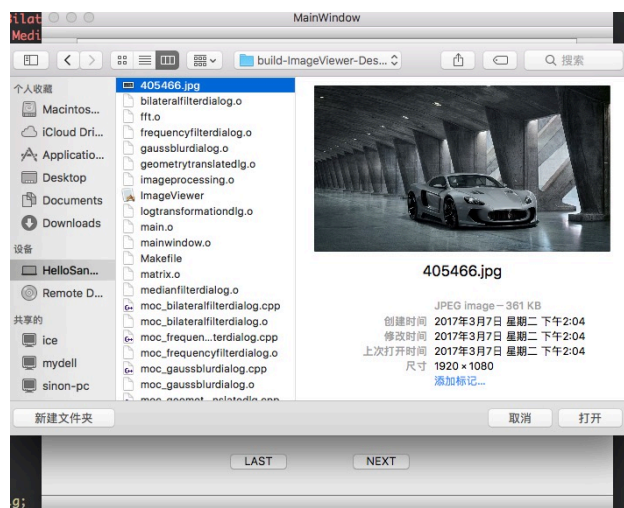 MainWindow
Medi
build-ImageViewer-Des...
搜索
个人收藏
Macintos...
iCloud Dri...
Applicatio...
Desktop
Documents
Downloads
设备
HelloSan...
Remote D...
共享的
ice
mydell
sinon-pc
405466.jpg
bilateralfilterdialog.o
fft.o
frequencyfilterdialog.o
gaussblurdialog.o
geometrytranslatedlg.o
imageprocessing.o
ImageViewer
logtransformationdlg.o
main.o
mainwindow.o
Makefile
matrix.o
medianfilterdialog.o
moc_bilateralfilterdialog.cpp
moc_bilateralfilterdialog.o
moc_frequen...terdialog.cpp
moc_frequencyfilterdialog.o
moc_gaussblurdialog.cpp
moc_gaussblurdialog.o
405466.jpg
JPEG image – 361 KB
创建时间 2017年3月7日 星期二 下午2:04
修改时间 2017年3月7日 星期二 下午2:04
上次打开时间 2017年3月7日 星期二 下午2:04
尺寸 1920 × 1080
添加标记...
新建文件夹
取消
打开
LAST
NEXT